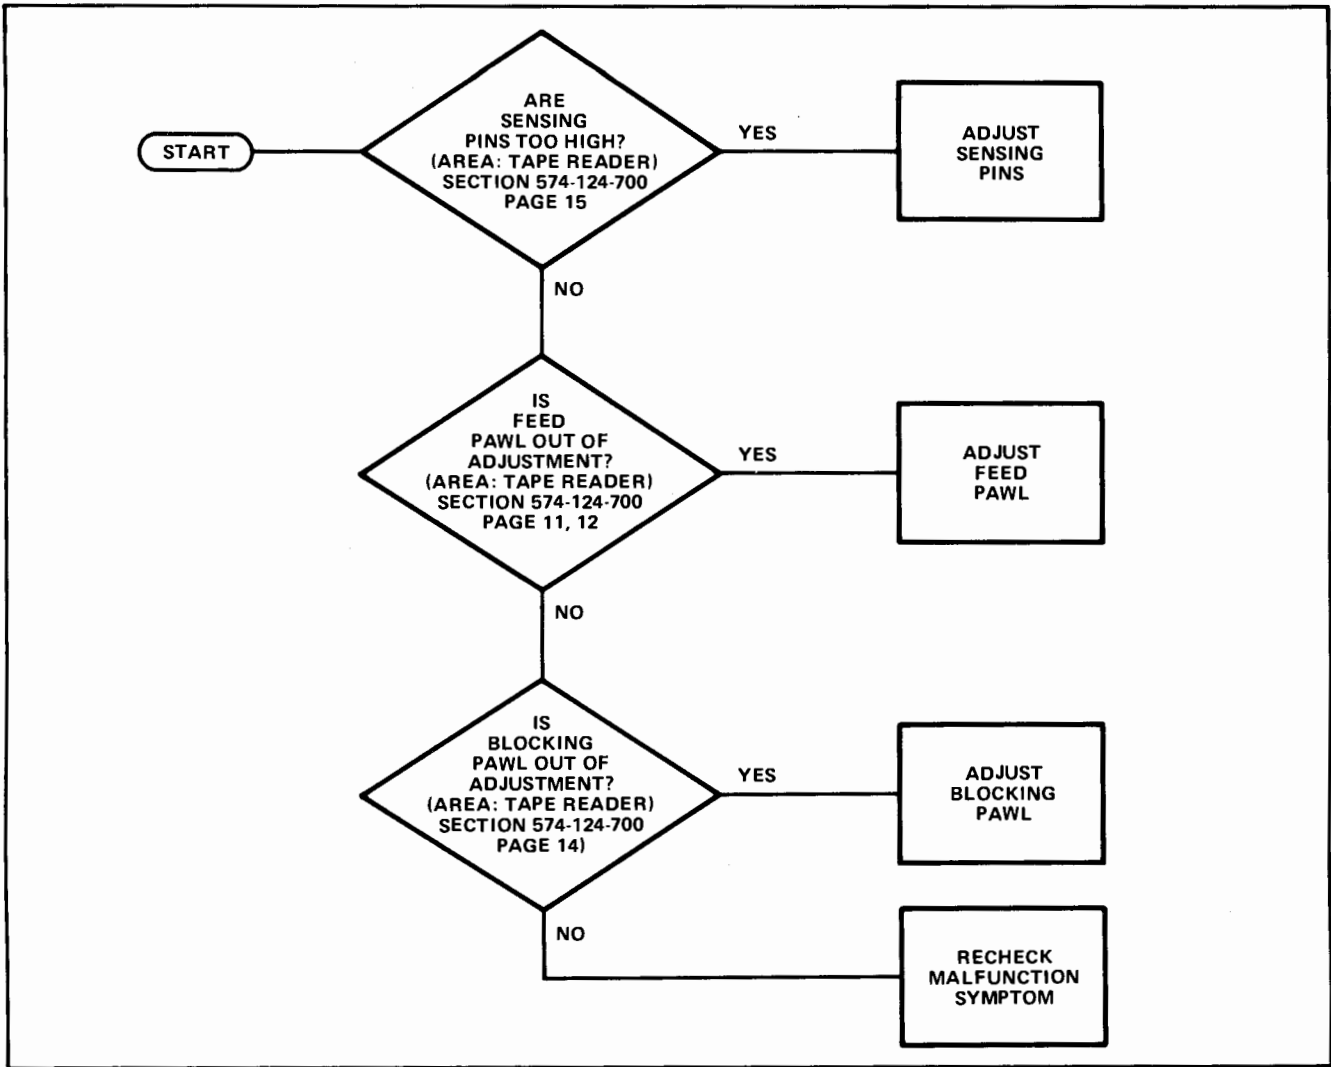 START
ARE
SENSING
PINS TOO HIGH?
(AREA: TAPE READER)
SECTION 574-124-700
PAGE 15
YES
ADJUST
SENSING
PINS
NO
IS
FEED
PAWL OUT OF
ADJUSTMENT?
(AREA: TAPE READER)
SECTION 574-124-700
PAGE 11, 12
YES
ADJUST
FEED
PAWL
NO
IS
BLOCKING
PAWL OUT OF
ADJUSTMENT?
(AREA: TAPE READER)
SECTION 574-124-700
PAGE 14)
YES
ADJUST
BLOCKING
PAWL
NO
RECHECK
MALFUNCTION
SYMPTOM